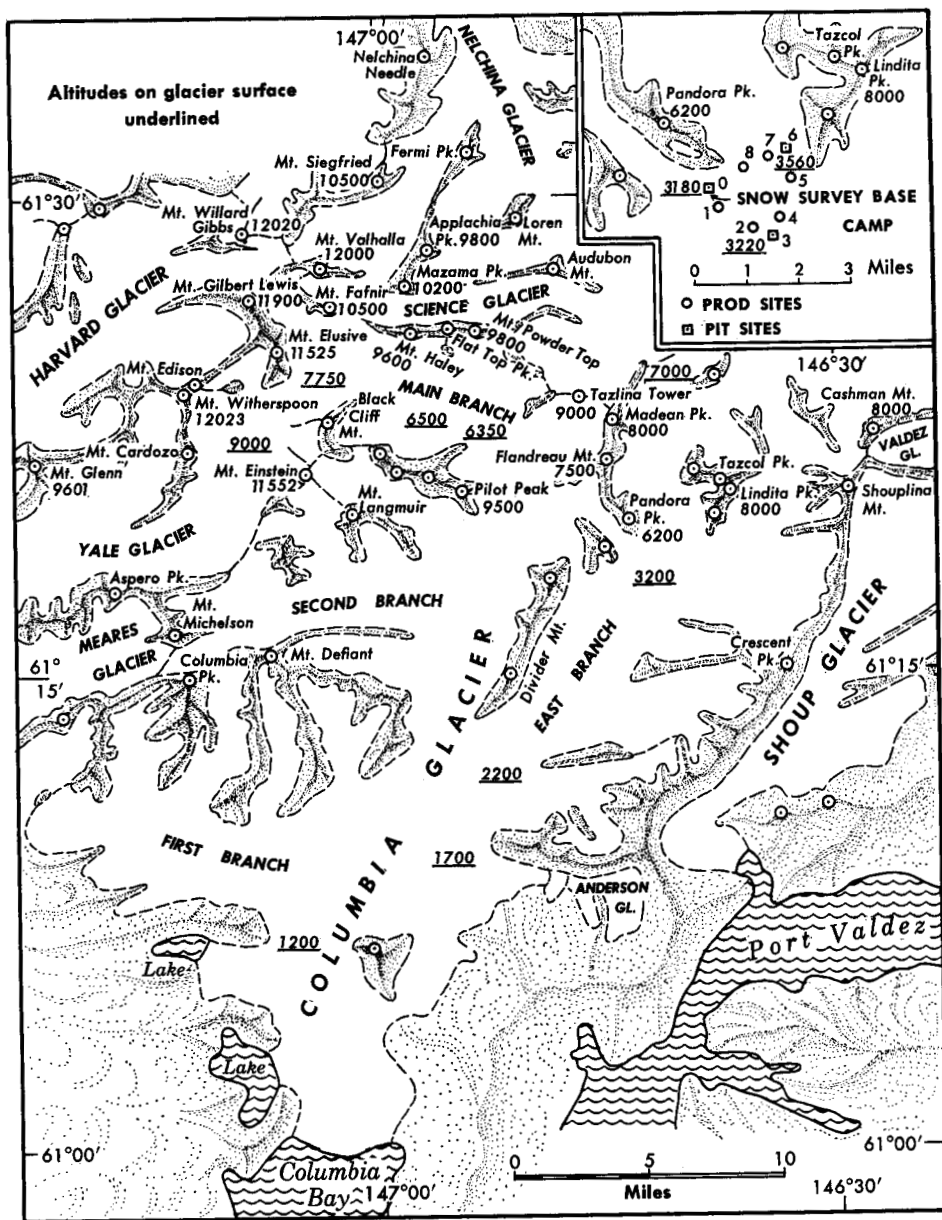 147°00'
Nelchina
Needle
NELCHINA GLACIER
Altitudes on glacier surface
underlined
Fermi Pk.
Mt. Siegfried
10500
61°30'
Mt. Willard
Gibbs
12020
Applachia
Pk. 9800
Loren
Mt.
Mt. Valhalla
12000
Audubon
Mt.
Mazama Pk.
10200
HARVARD GLACIER
Mt. Gilbert Lewis
11900
Mt. Fafnir
10500
SCIENCE GLACIER
Mt. Elusive
11525
Mt. Haley
9600
Flat Top Pk.
Mt. Powder Top
9800
7750
Mt. Edison
MAIN BRANCH
Tazlina Tower
9000
7000
146°30'
Mt. Witherspoon
12023
Black
Cliff
Mt.
6500
6350
Madean Pk.
8000
Cashman Mt.
8000
VALDEZ
GL.
9000
Mt. Cardozo
Mt. Glenn
9601
Mt. Einstein
11552
Flandreau Mt.
7500
Tazcol Pk.
Lindita Pk.
8000
Shouplina
Mt.
Mt.
Langmuir
Pilot Peak
9500
Pandora
Pk.
6200
YALE GLACIER
3200
Aspero Pk.
SECOND BRANCH
Mt.
Michelson
MEARES
GLACIER
Columbia
Pk.
Mt. Defiant
Divider Mt.
EAST BRANCH
Crescent
Pk.
SHOUP GLACIER
61°
15'
61°15'
COLUMBIA GLACIER
2200
FIRST BRANCH
1700
ANDERSON
GL.
Port Valdez
1200
Lake
Lake
61°00'
61°00'
Columbia
Bay
147°00'
0 5 10
Miles
146°30'
Tazcol
Pk.
Lindita
Pk.
8000
Pandora Pk.
6200
8 7 6
3560
5
3180 0
1
SNOW SURVEY BASE
CAMP
2 4
3220 3
0 1 2 3 Miles
PROD SITES
PIT SITES